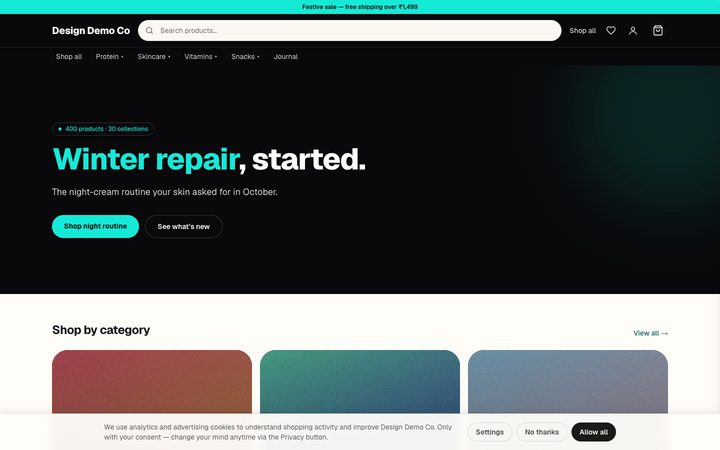 Festive sale — free shipping over ₹1,499
Design Demo Co
Search products...
Shop all
Shop all
Protein
Skincare
Vitamins
Snacks
Journal
400 products · 30 collections
Winter repair, started.
The night-cream routine your skin asked for in October.
Shop night routine
See what's new
Shop by category
View all →
We use analytics and advertising cookies to understand shopping activity and improve Design Demo Co. Only
with your consent — change your mind anytime via the Privacy button.
Settings
No thanks
Allow all